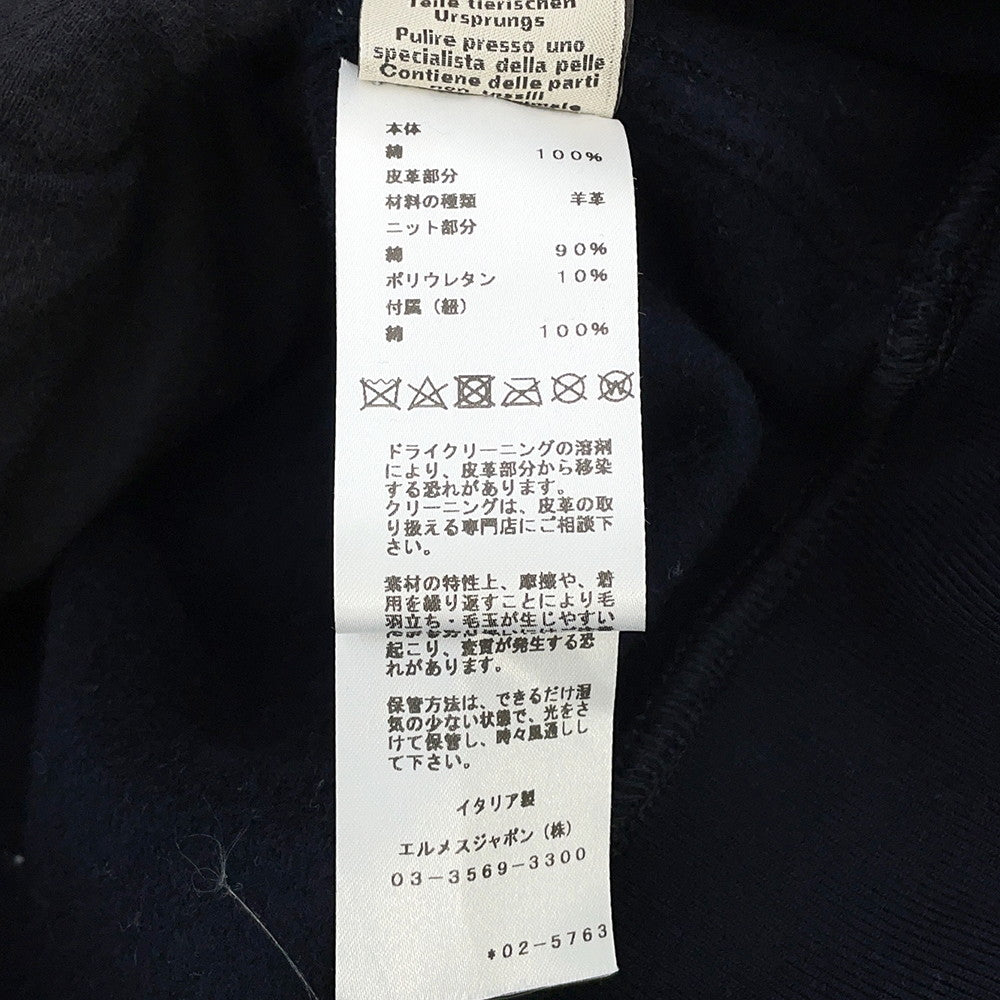 Teile tierischen
Ursprungs
Pulire presso uno
specialista della pelle
Contiene delle parti
本体
綿 100%
皮革部分
材料の種類 羊革
ニット部分
綿 90%
ポリウレタン 10%
付属（紐）
綿 100%
W
ドライクリーニングの溶剤
により、皮革部分から移染
する恐れがあります。
クリーニングは、皮革の取
り扱える専門店にご相談下
さい。
素材の特性上、摩擦や、着
用を繰り返すことにより毛
羽立ち・毛玉が生じやすい
起こり、変質が発生する恐
れがあります。
保管方法は、できるだけ湿
気の少ない状態で、光をさ
けて保管し、時々風通しし
て下さい。
イタリア製
エルメスジャポン（株）
03-3569-3300
*02-5763